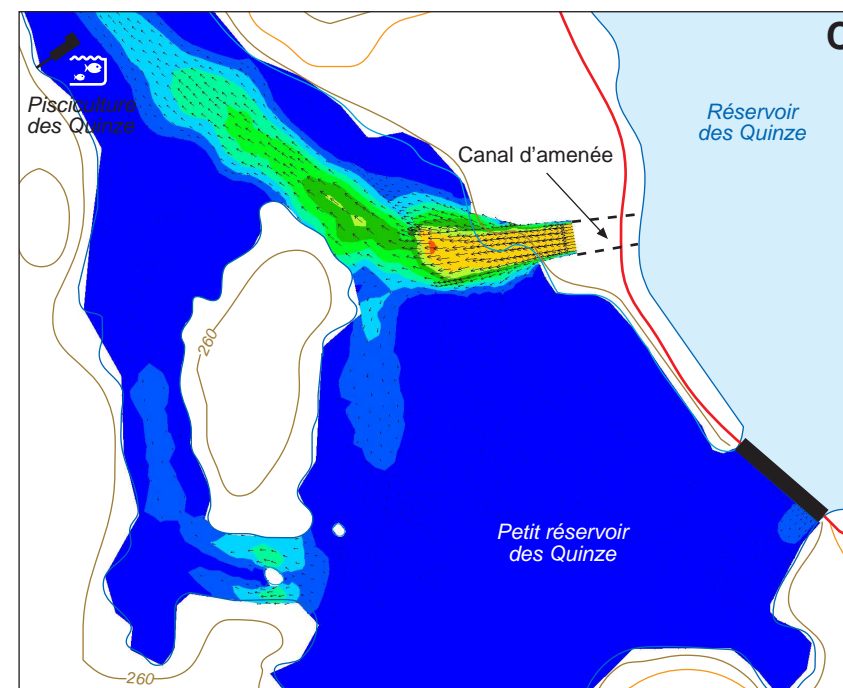 C
Pisciculture
des Quinze
Réservoir
des Quinze
Canal d'amenée
260
Petit réservoir
des Quinze
260